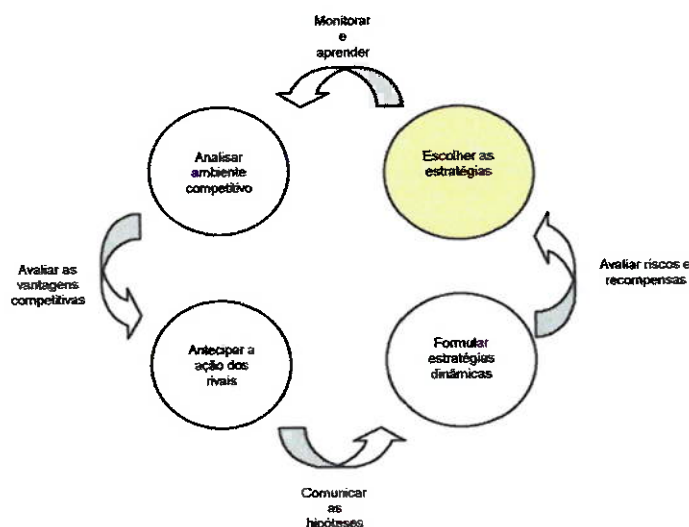 Monitorar
e
aprender
Analisar
ambiente
competitivo
Escolher as
estratégias
Avaliar as
vantagens
competitivas
Avaliar riscos e
recompensas
Antecipar a
ação dos
rivais
Formular
estratégias
dinâmicas
Comunicar
as
hipóteses